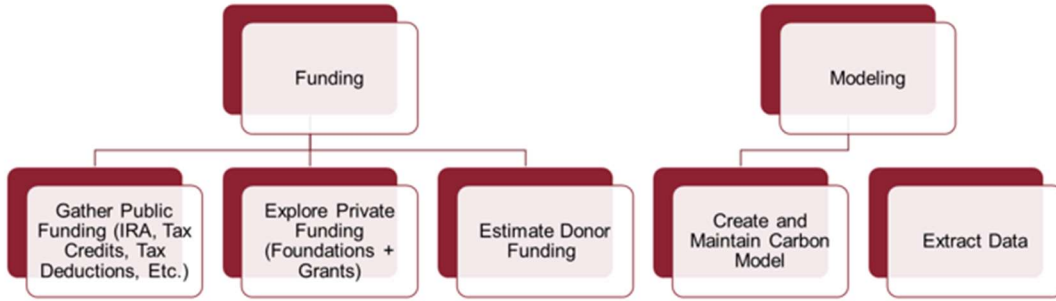 Funding
Modeling
Gather Public
Funding (IRA, Tax
Credits, Tax
Deductions, Etc.)
Explore Private
Funding
(Foundations +
Grants)
Estimate Donor
Funding
Create and
Maintain Carbon
Model
Extract Data